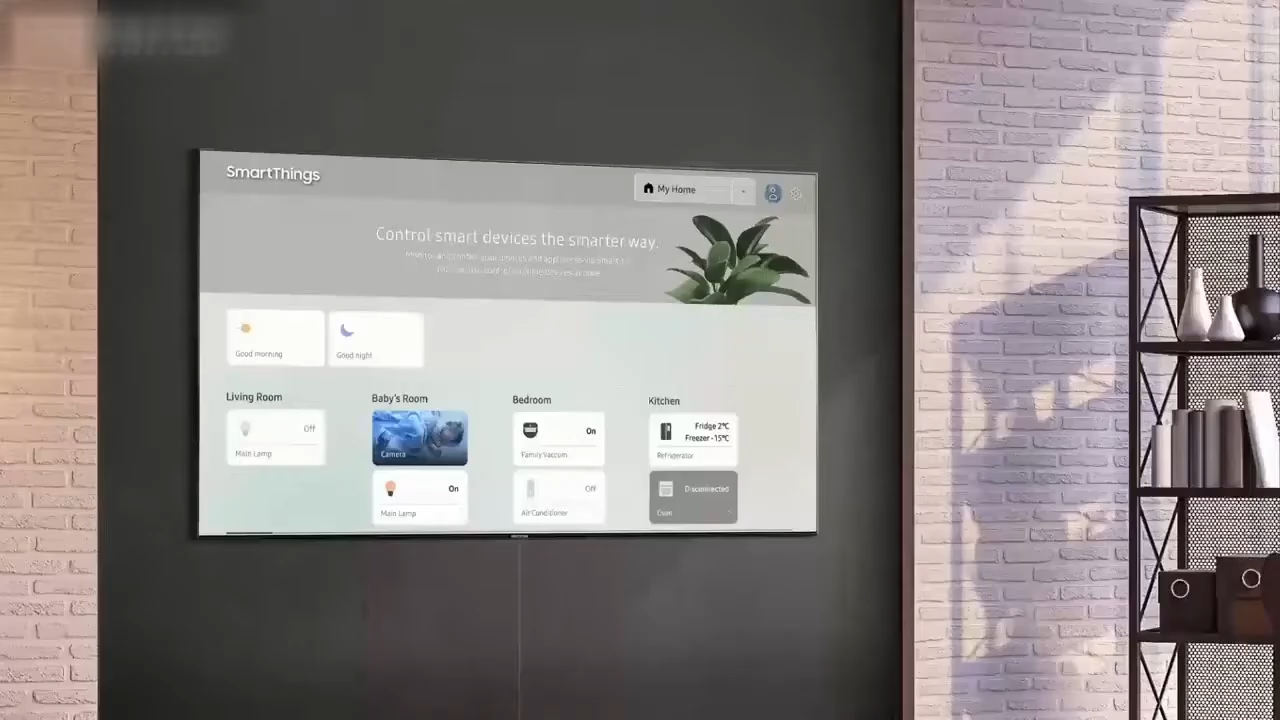 SmartThings
My Home
Control smart devices the smarter way.
Good morning
Good night
Living Room
Baby's Room
Bedroom
Kitchen
Off
Main Lamp
Camera
On
Family Vaccum
Fridge 2℃
Freezer -15℃
Refrigerator
On
Main Lamp
Off
Air Conditioner
Disconnected
Oven